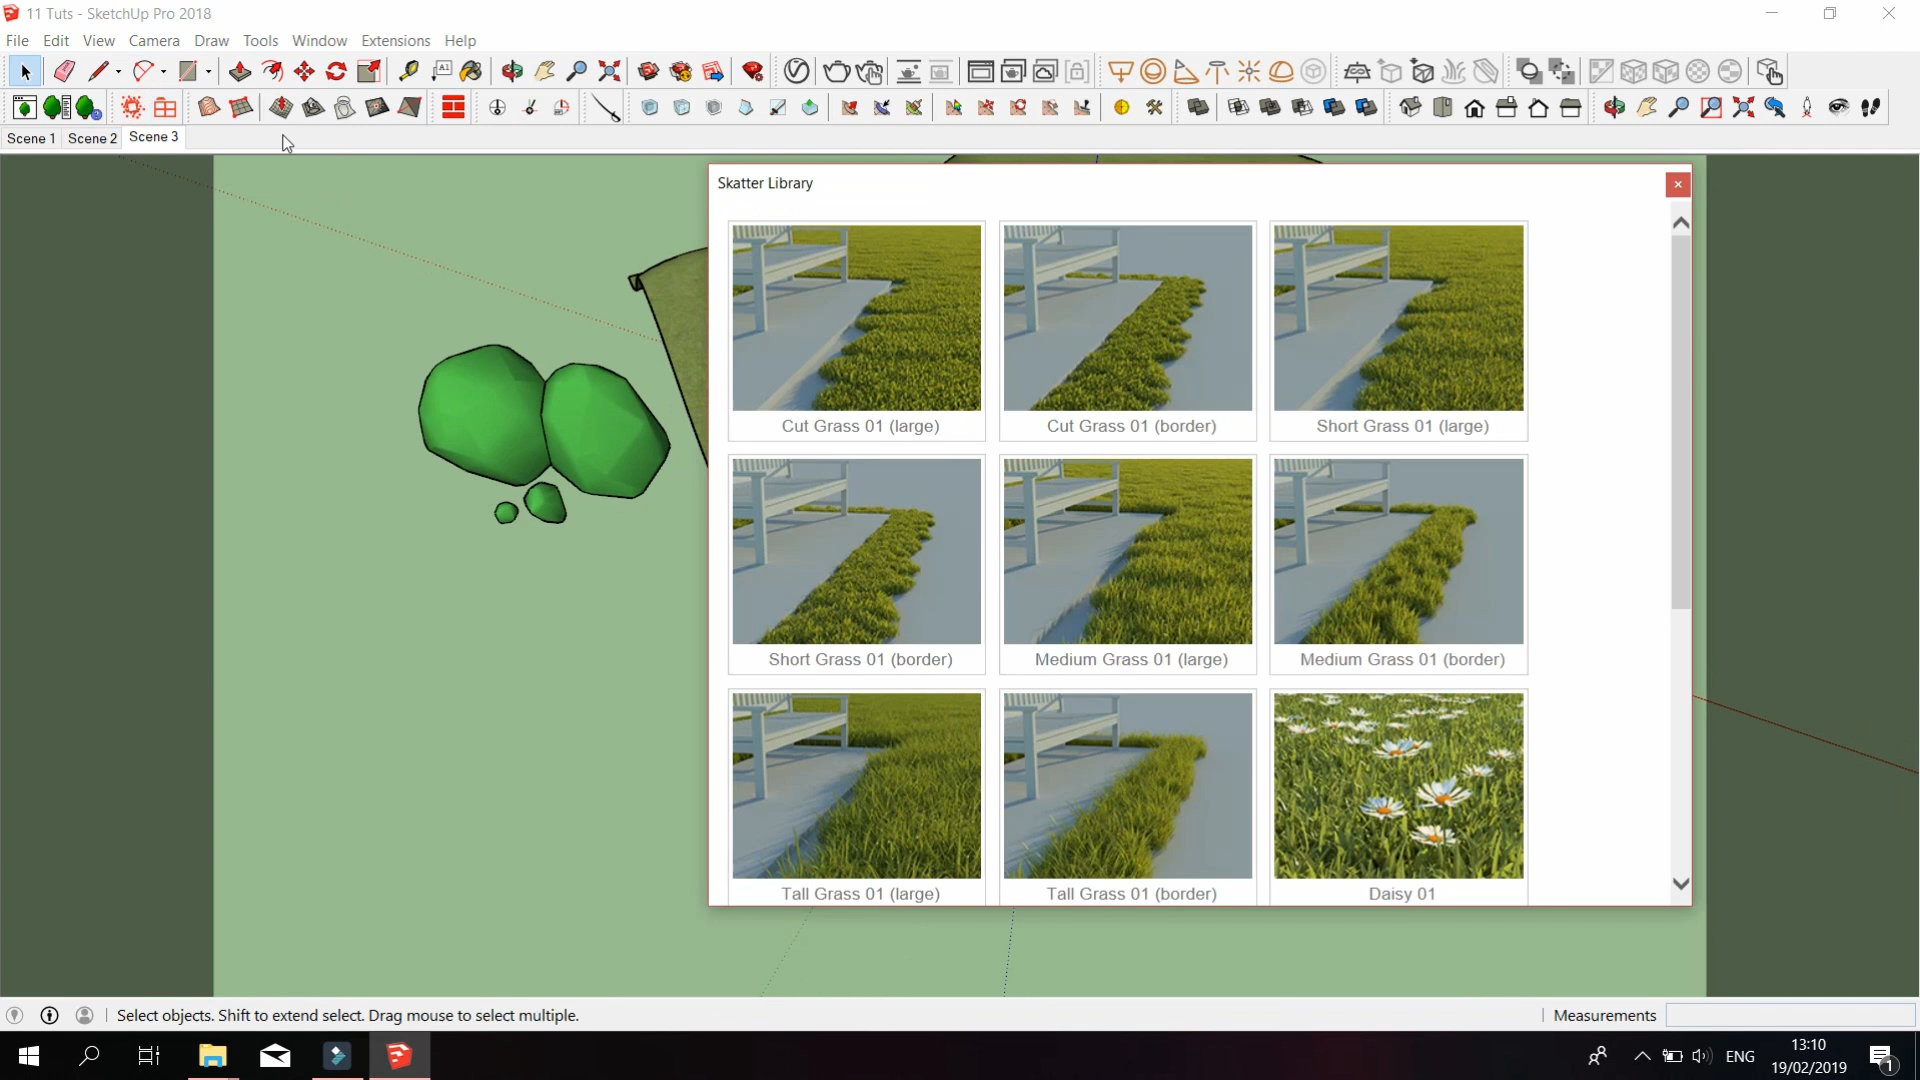 11 Tuts - SketchUp Pro 2018
File Edit View Camera Draw Tools Window Extensions Help
A1
Scene 1 Scene 2 Scene 3
Skatter Library
Cut Grass 01 (large) Cut Grass 01 (border) Short Grass 01 (large)
Short Grass 01 (border) Medium Grass 01 (large) Medium Grass 01 (border)
Tall Grass 01 (large) Tall Grass 01 (border) Daisy 01
Select objects. Shift to extend select. Drag mouse to select multiple. Measurements
13:10
ENG
19/02/2019
1